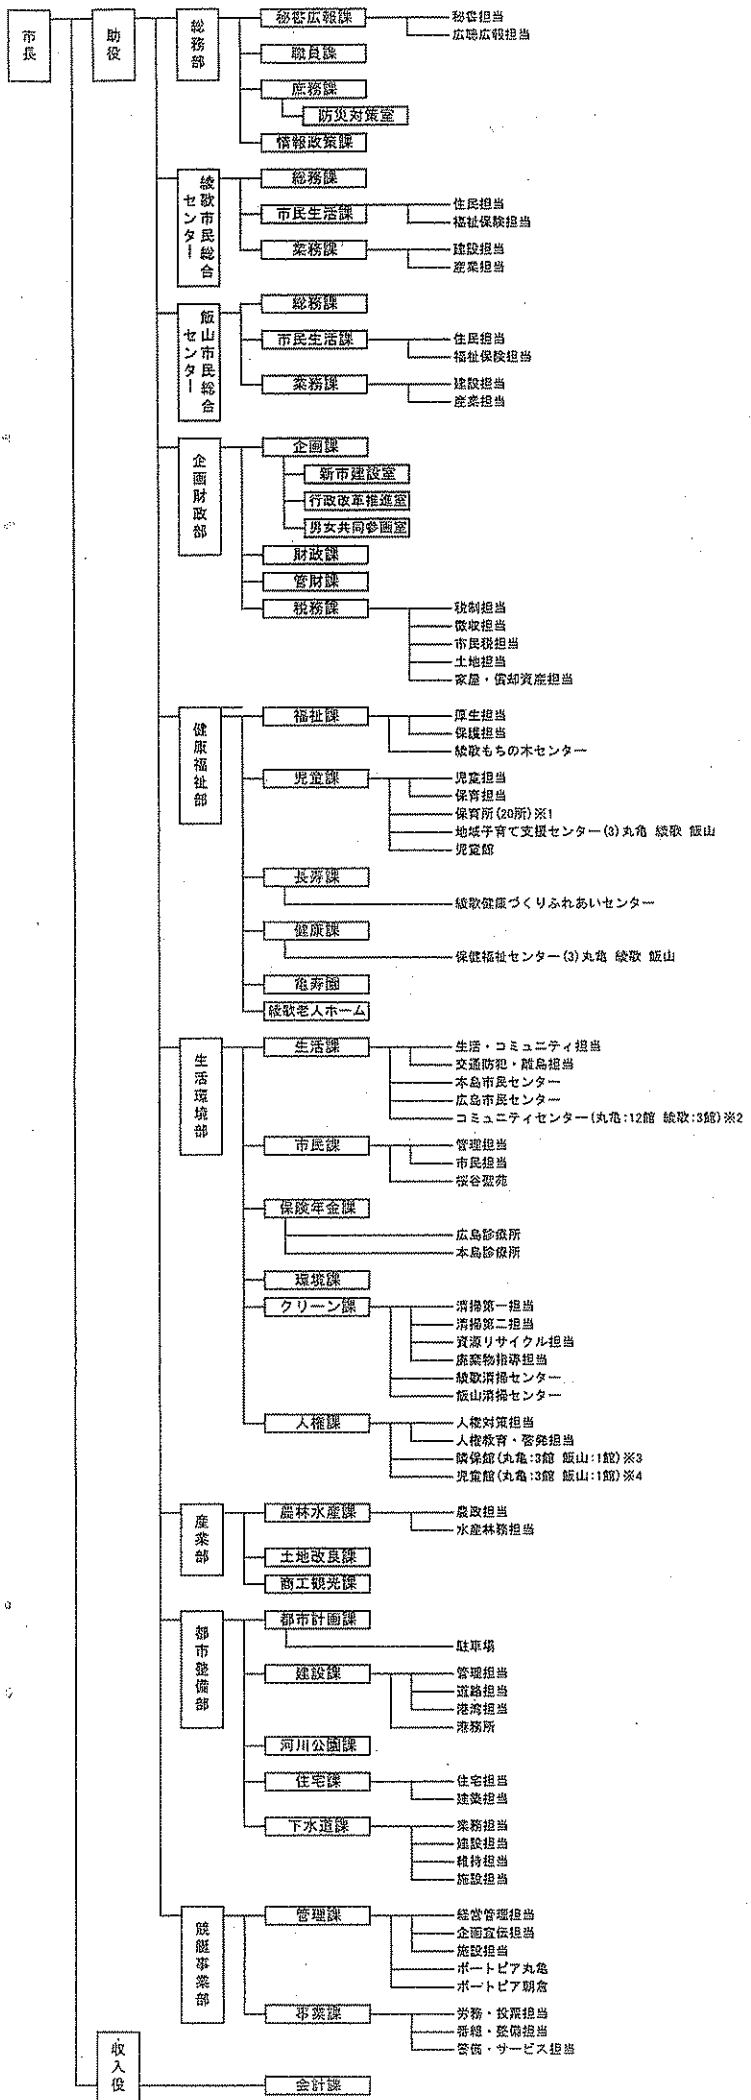 市長
助役
総務部
秘書広報課
秘書担当
広聴広報担当
職員課
庶務課
防災対策室
情報政策課
綾歌市民総合センター
総務課
市民生活課
住民担当
福祉保険担当
業務課
建設担当
産業担当
飯山市民総合センター
総務課
市民生活課
住民担当
福祉保険担当
業務課
建設担当
産業担当
企画財政部
企画課
新市建設室
行政改革推進室
男女共同参画室
財政課
管財課
税務課
税制担当
徴収担当
市民税担当
土地担当
家屋・償却資産担当
健康福祉部
福祉課
厚生担当
保護担当
綾歌もちの木センター
児童課
児童担当
保育担当
保育所(20所)※1
地域子育て支援センター(3)丸亀 綾歌 飯山
児童館
長寿課
綾歌健康づくりふれあいセンター
健康課
保健福祉センター(3)丸亀 綾歌 飯山
亀寿園
綾歌老人ホーム
生活環境部
生活課
生活・コミュニティ担当
交通防犯・離島担当
本島市民センター
広島市民センター
コミュニティセンター(丸亀:12館 綾歌:3館)※2
市民課
管理担当
市民担当
桜谷聖苑
保険年金課
広島診療所
本島診療所
環境課
クリーン課
清掃第一担当
清掃第二担当
資源リサイクル担当
廃棄物指導担当
綾歌清掃センター
飯山清掃センター
人権課
人権対策担当
人権教育・啓発担当
隣保館(丸亀:3館 飯山:1館)※3
児童館(丸亀:3館 飯山:1館)※4
産業部
農林水産課
農政担当
水産林務担当
土地改良課
商工観光課
都市整備部
都市計画課
駐車場
建設課
管理担当
道路担当
港湾担当
港務所
河川公園課
住宅課
住宅担当
建築担当
下水道課
業務担当
建設担当
維持担当
施設担当
競艇事業部
管理課
経営管理担当
企画宣伝担当
施設担当
ボートピア丸亀
ボートピア朝倉
事業課
労務・投票担当
番組・整備担当
警備・サービス担当
収入役
会計課